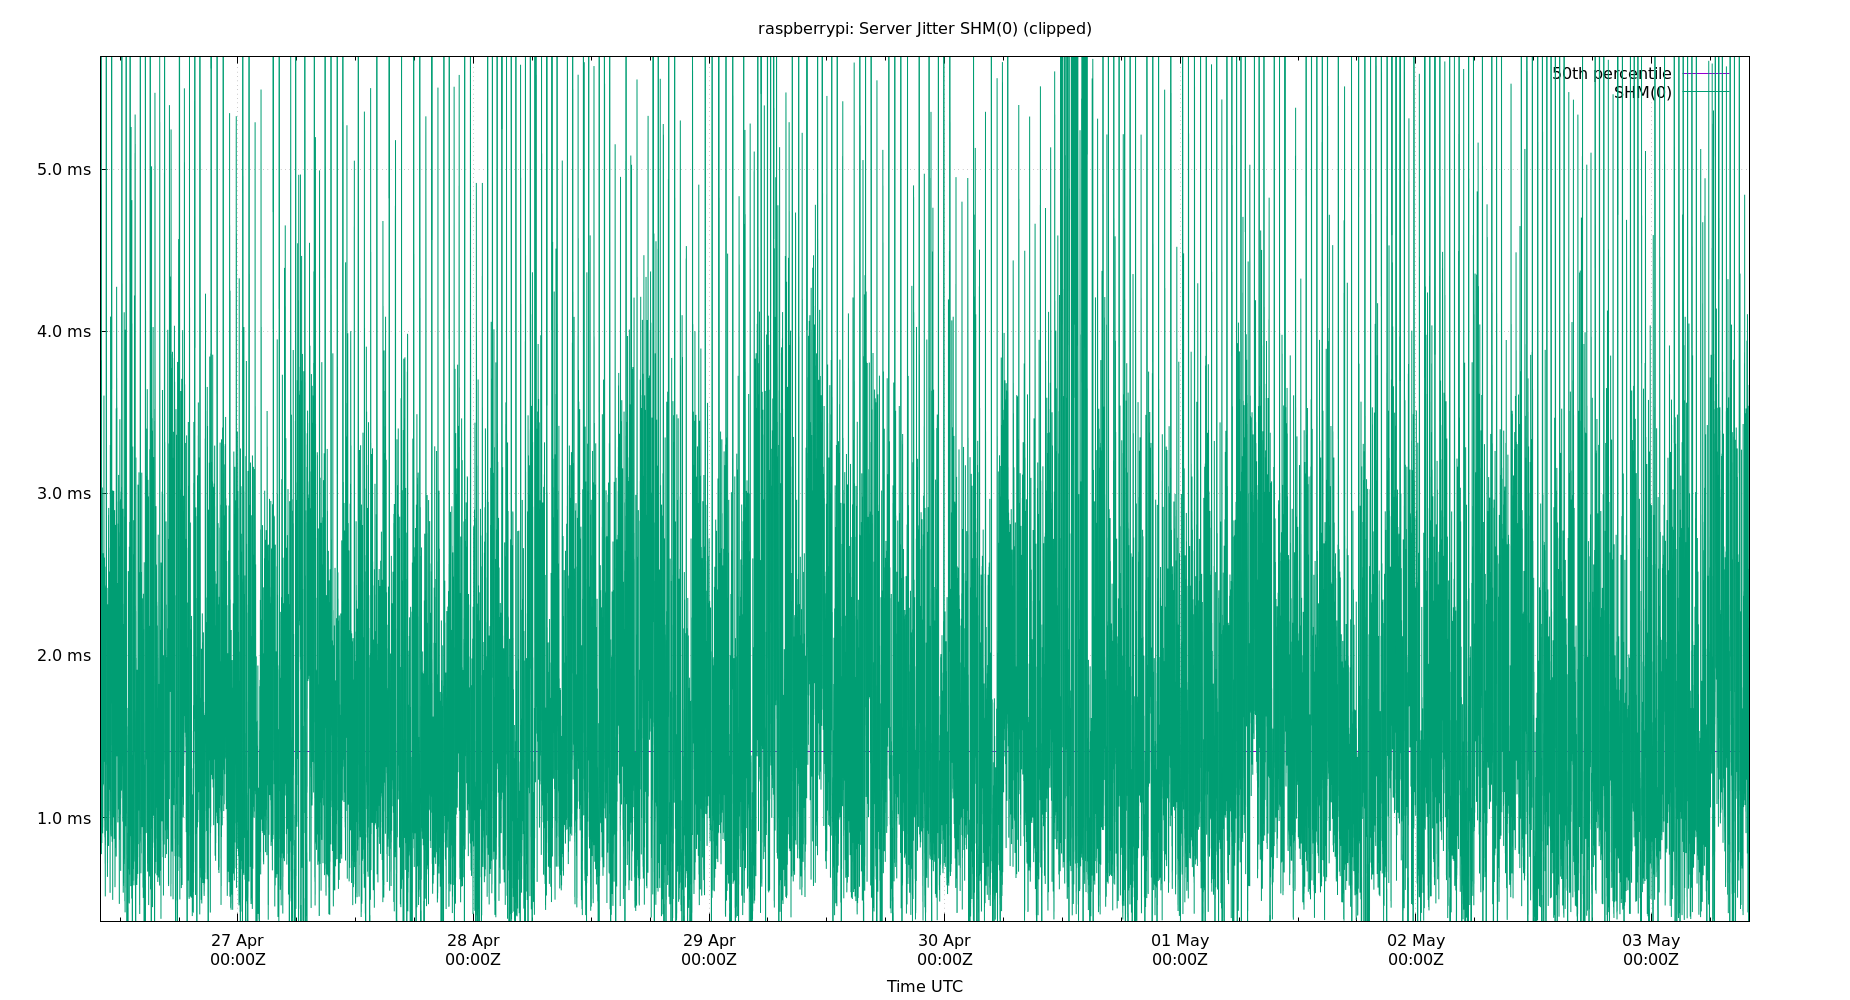 raspberrypi: Server Jitter SHM(0) (clipped)
50th percentile
SHM(0)
5.0 ms
4.0 ms
3.0 ms
2.0 ms
1.0 ms
27 Apr 28 Apr 29 Apr 30 Apr 01 May 02 May 03 May
00:00Z 00:00Z 00:00Z 00:00Z 00:00Z 00:00Z 00:00Z
Time UTC